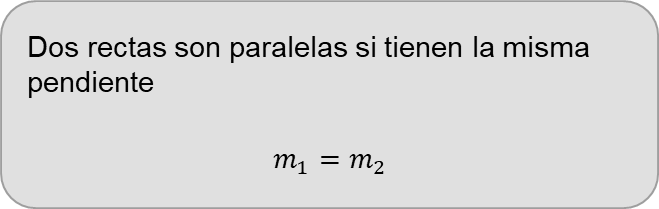 Dos rectas son paralelas si tienen la misma
pendiente
m₁ = m₂